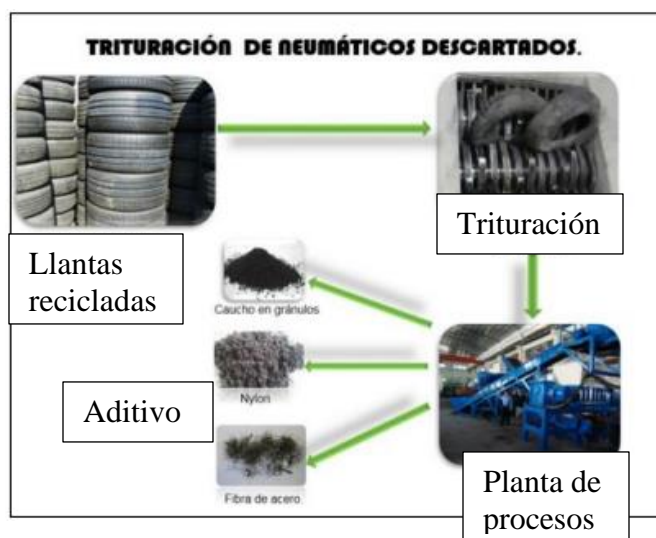 TRITURACIÓN DE NEUMÁTICOS DESCARTADOS.
Llantas
recicladas
Trituración
Caucho en gránulos
Nylon
Aditivo
Fibra de acero
Planta de
procesos